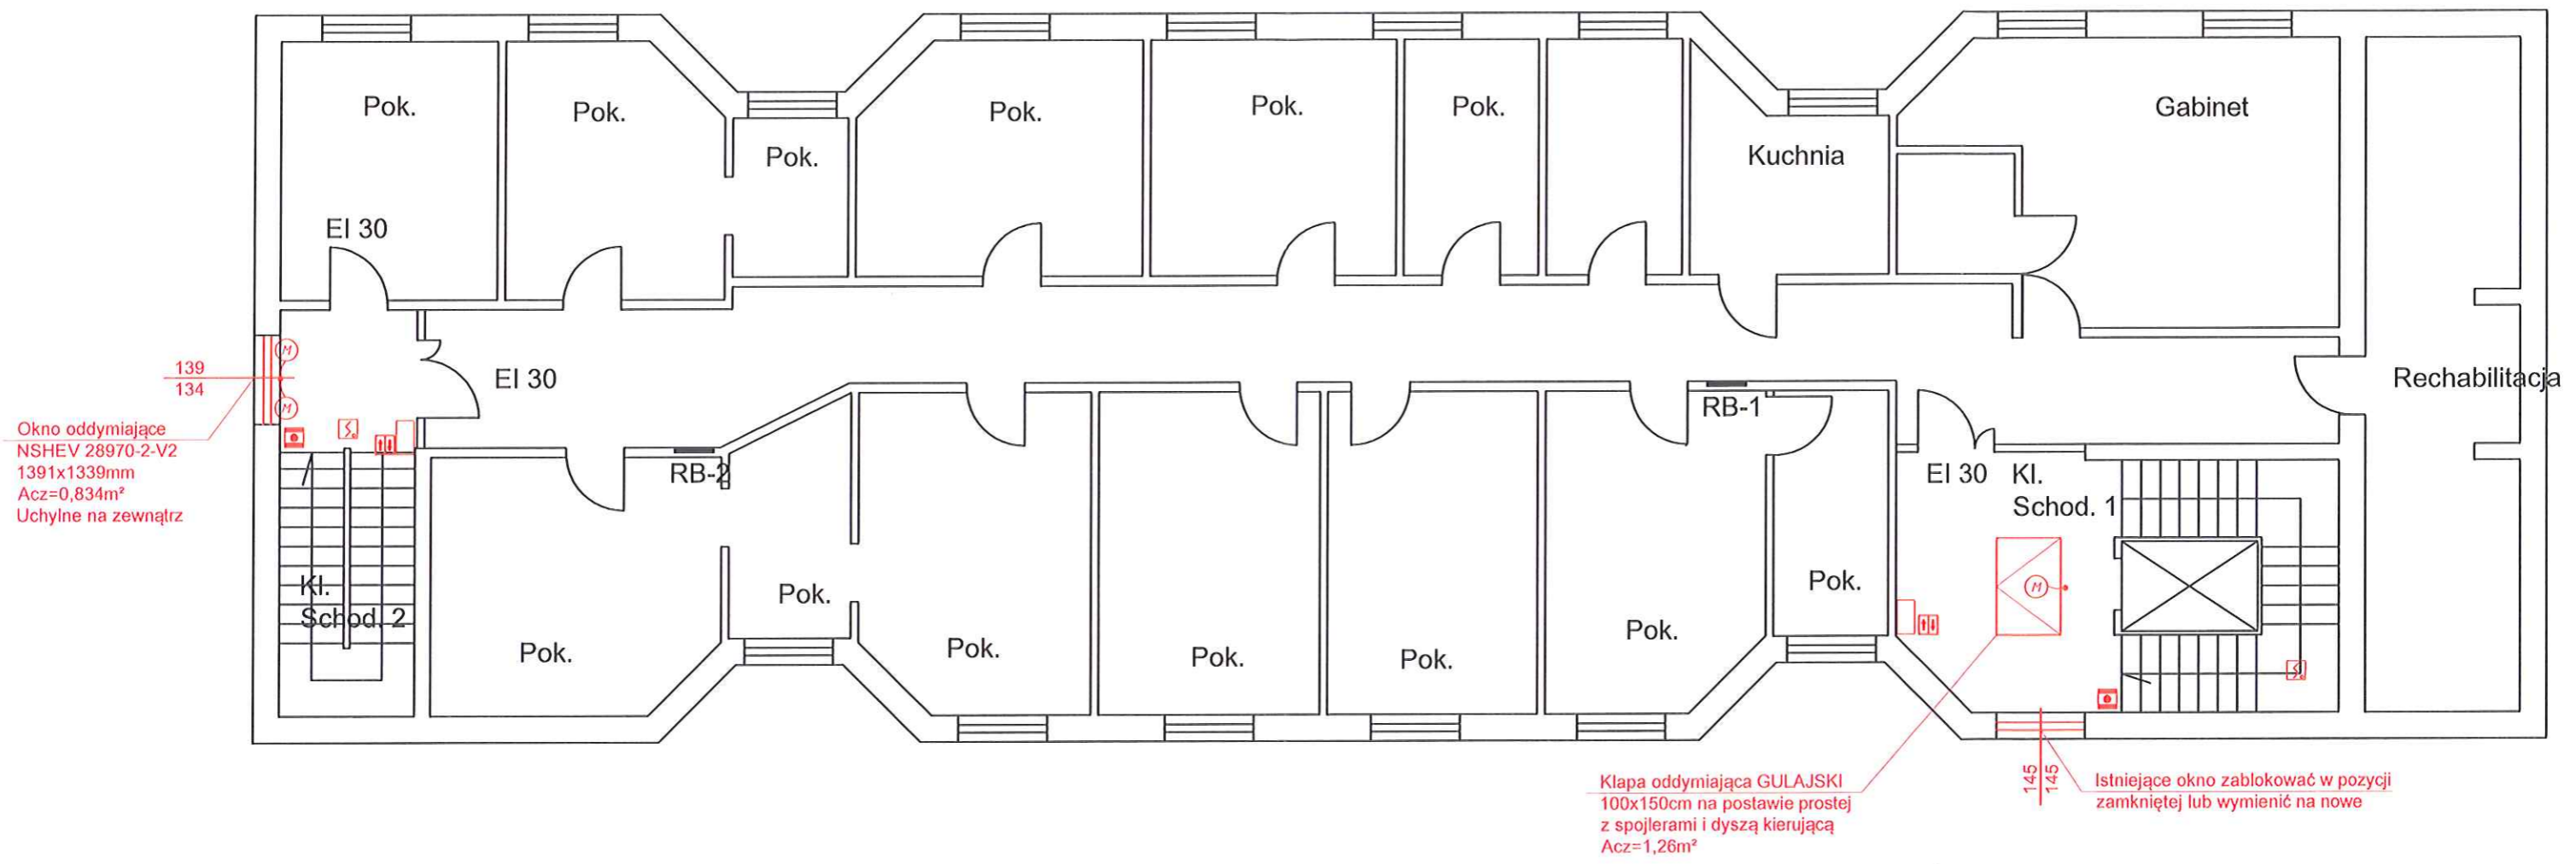 Pok.
Pok.
Pok.
Pok.
Pok.
Pok.
Kuchnia
Gabinet
EI 30
EI 30
Rechabilitacja
M
M
139
134
Okno oddymiające
NSHEV 28970-2-V2
1391x1339mm
Acz=0,834m²
Uchylne na zewnątrz
RB-2
RB-1
EI 30
Kl.
Schod. 1
Kl.
Schod. 2
Pok.
Pok.
Pok.
Pok.
Pok.
Pok.
Pok.
M
Klapa oddymiająca GULAJSKI
100x150cm na postawie prostej
z spojlerami i dyszą kierującą
Acz=1,26m²
145
145
Istniejące okno zablokować w pozycji
zamkniętej lub wymienić na nowe